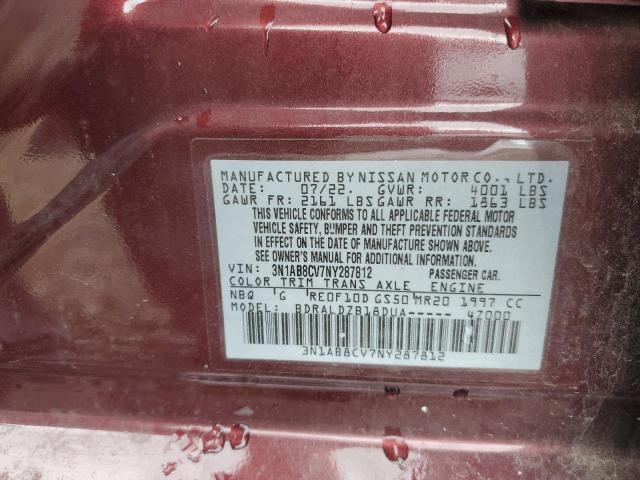 MANUFACTURED BY NISSAN MOTOR CO., LTD.
DATE: 07/22. GVWR: 4001 LBS
GAWR FR: 2161 LBS GAWR RR: 1863 LBS
THIS VEHICLE CONFORMS TO ALL APPLICABLE FEDERAL MOTOR
VEHICLE SAFETY, BUMPER AND THEFT PREVENTION STANDARDS
IN EFFECT ON THE DATE OF MANUFACTURE SHOWN ABOVE.
SEE OWNER'S MANUAL FOR ADDITIONAL INFORMATION.
VIN: 3N1AB8CV7NY287812 PASSENGER CAR.
COLOR TRIM TRANS AXLE ENGINE
NBQ G RE0F10D GS50 MR20 1997 CC
MODEL: BDRALDZB18DUA----- 47000
3N1AB8CV7NY287812